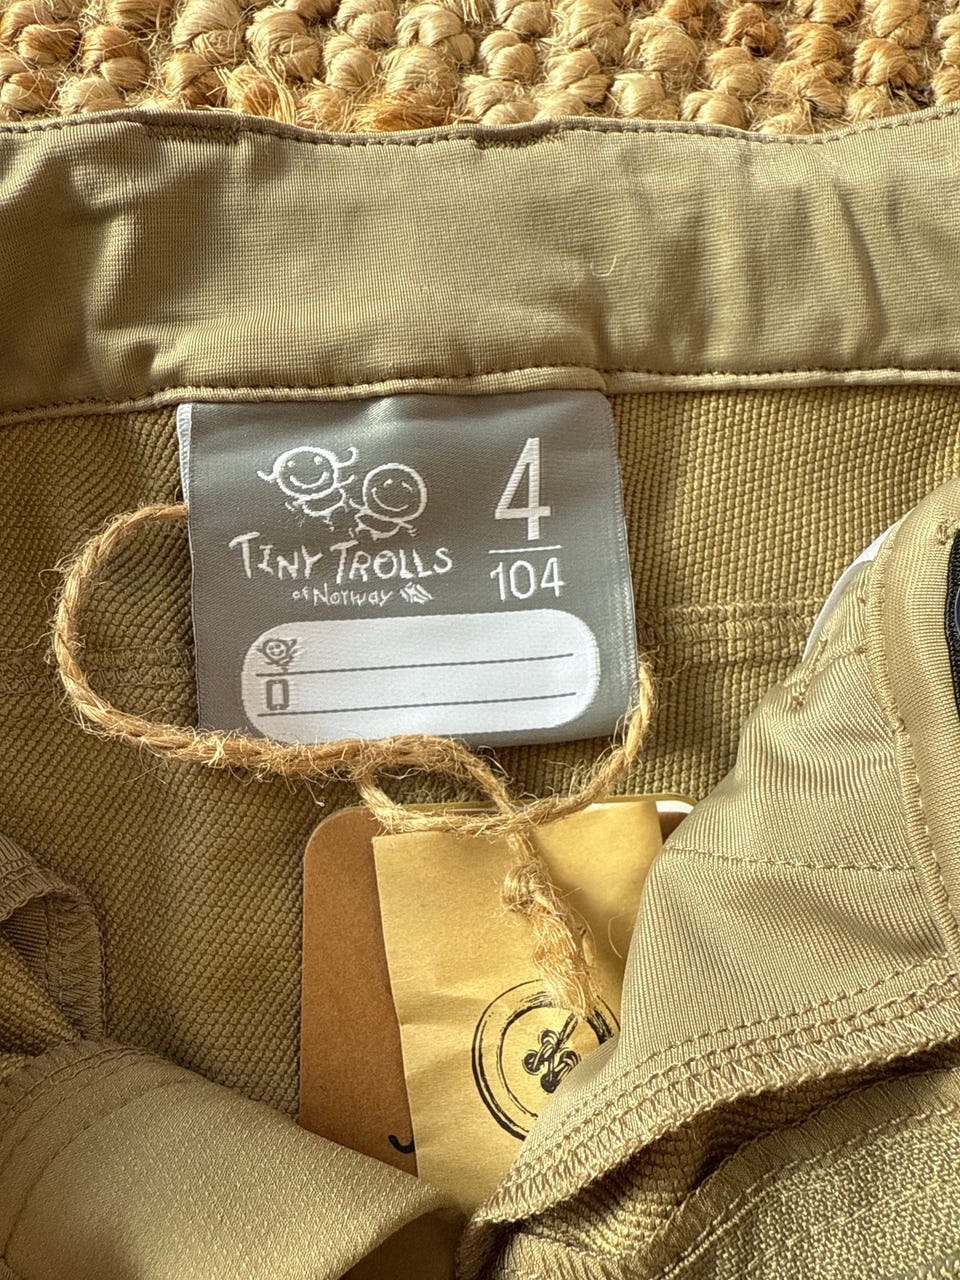 4
104
TINY TROLLS
of Norway